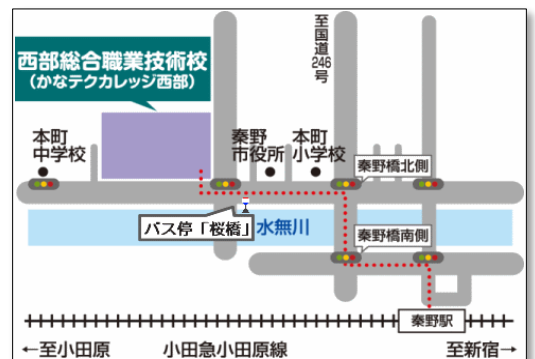 西部総合職業技術校
(かなテクカレッジ西部)
至国道246号
本町
中学校
秦野
市役所
本町
小学校
秦野橋北側
バス停「桜橋」
水無川
秦野橋南側
秦野駅
←至小田原
小田急小田原線
至新宿→